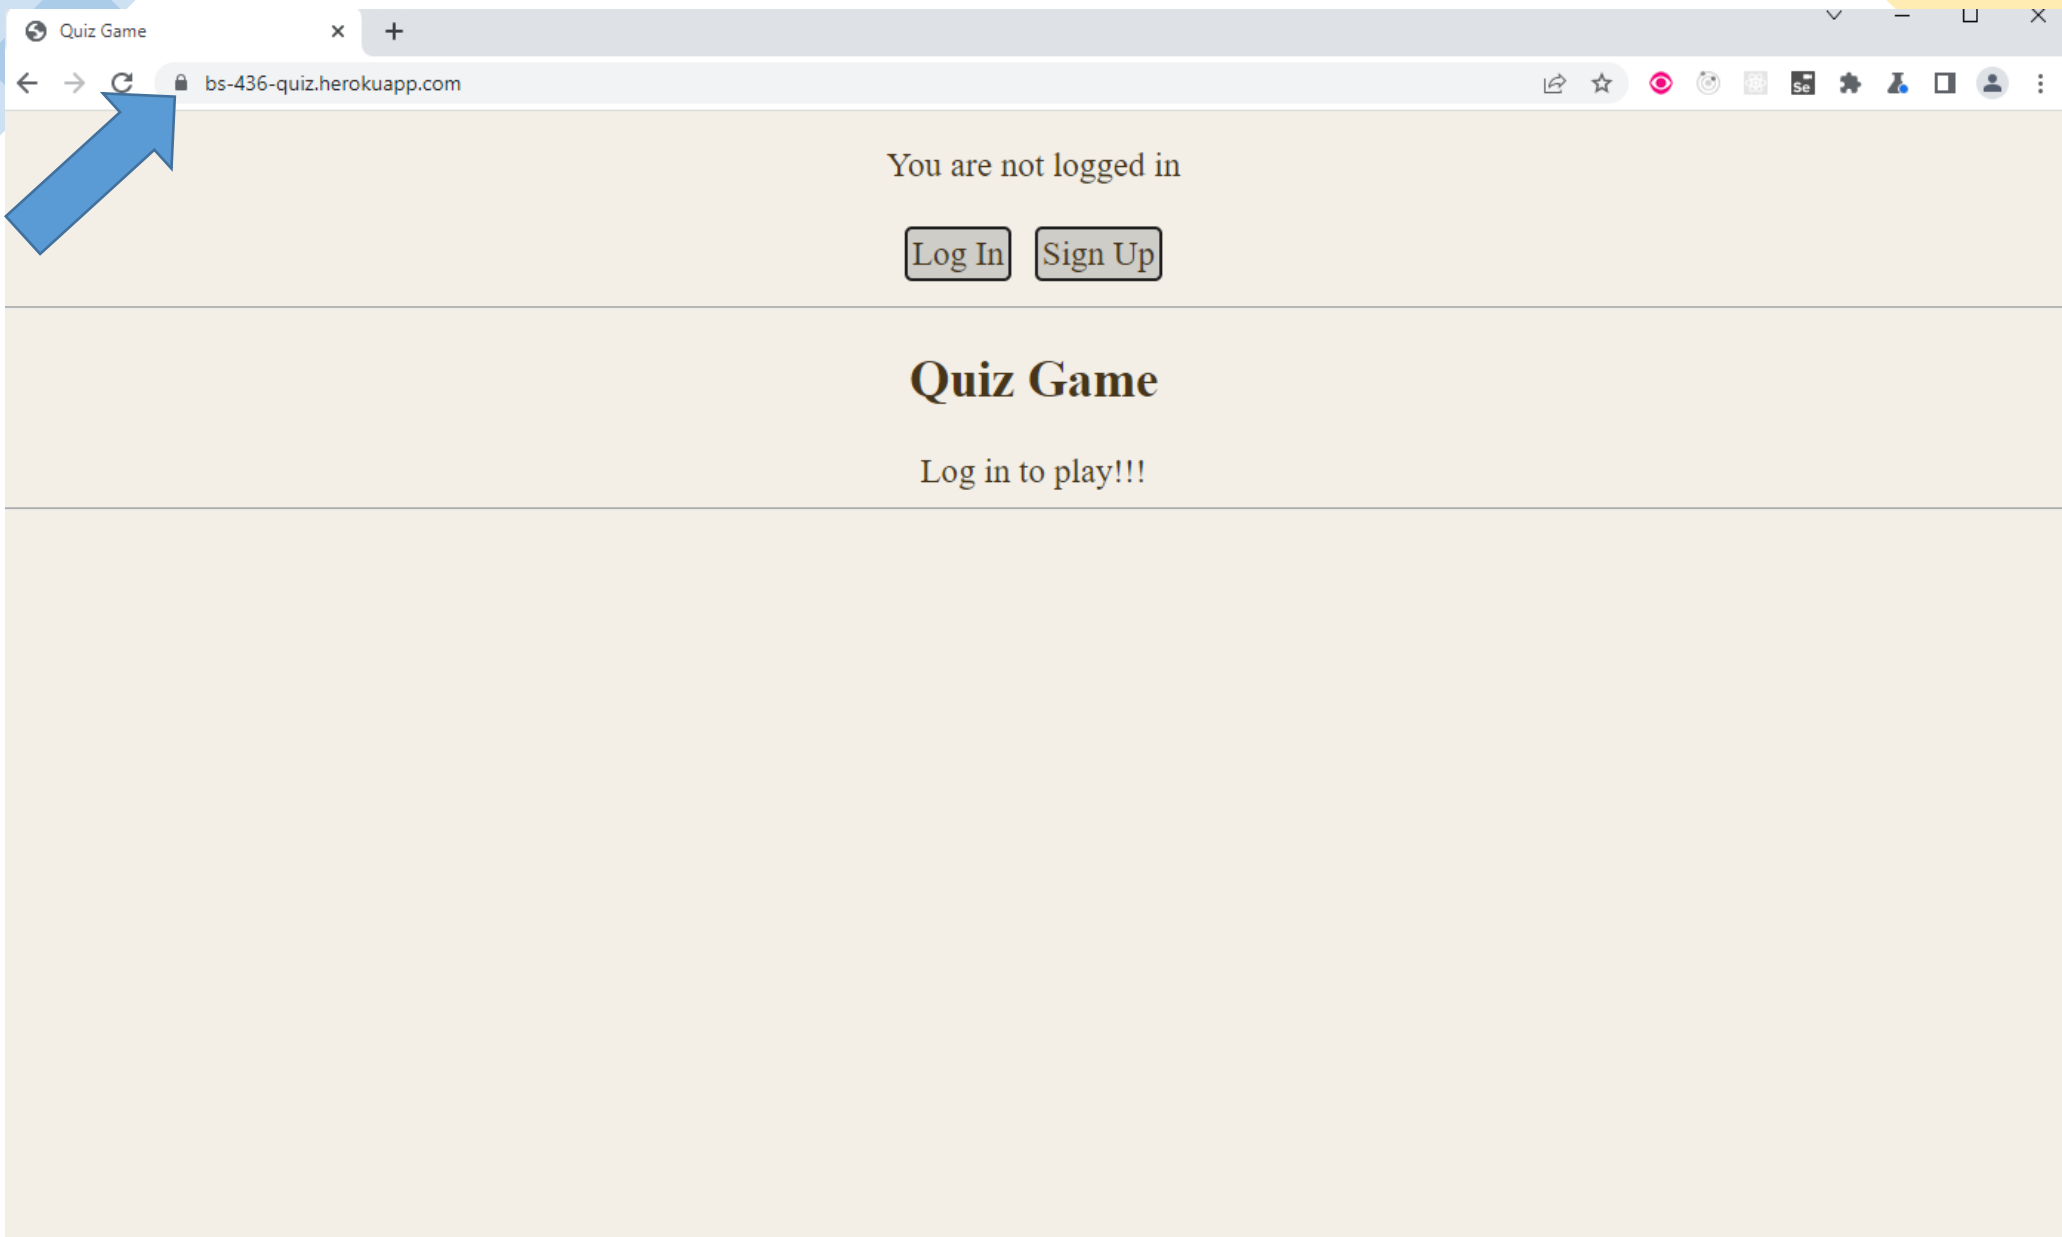 Quiz Game
bs-436-quiz.herokuapp.com
Se
You are not logged in
Log In Sign Up
Quiz Game
Log in to play!!!